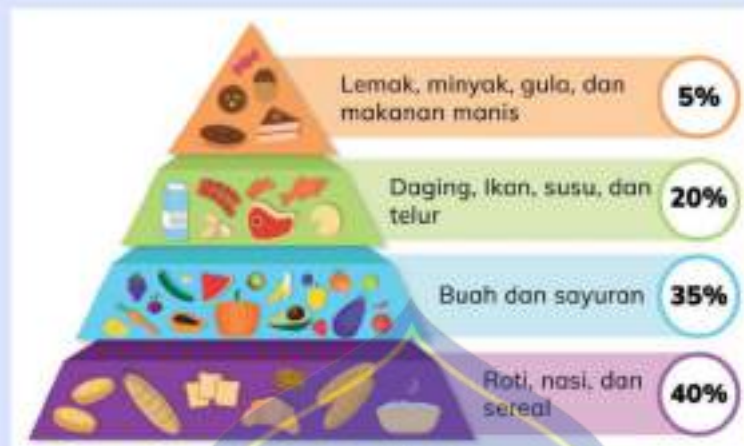 Lemak, minyak, gula, dan
makanan manis
5%
Daging, Ikan, susu, dan
telur
20%
Buah dan sayuran
35%
Roti, nasi, dan
sereal
40%